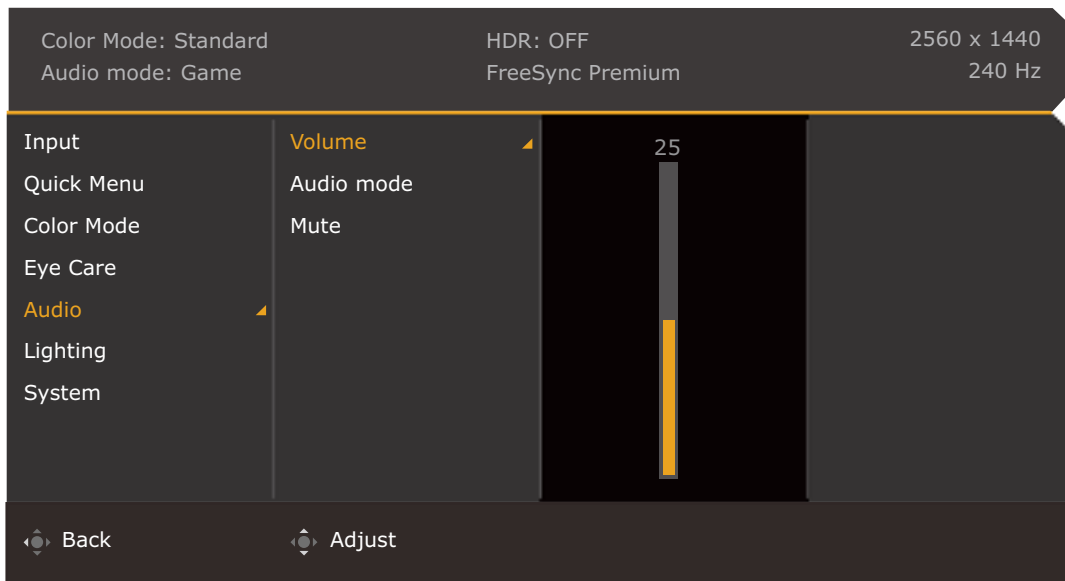 Color Mode: Standard
HDR: OFF
2560 x 1440
Audio mode: Game
FreeSync Premium
240 Hz
Input
Quick Menu
Color Mode
Eye Care
Audio
Lighting
System
Volume
Audio mode
Mute
25
Back
Adjust